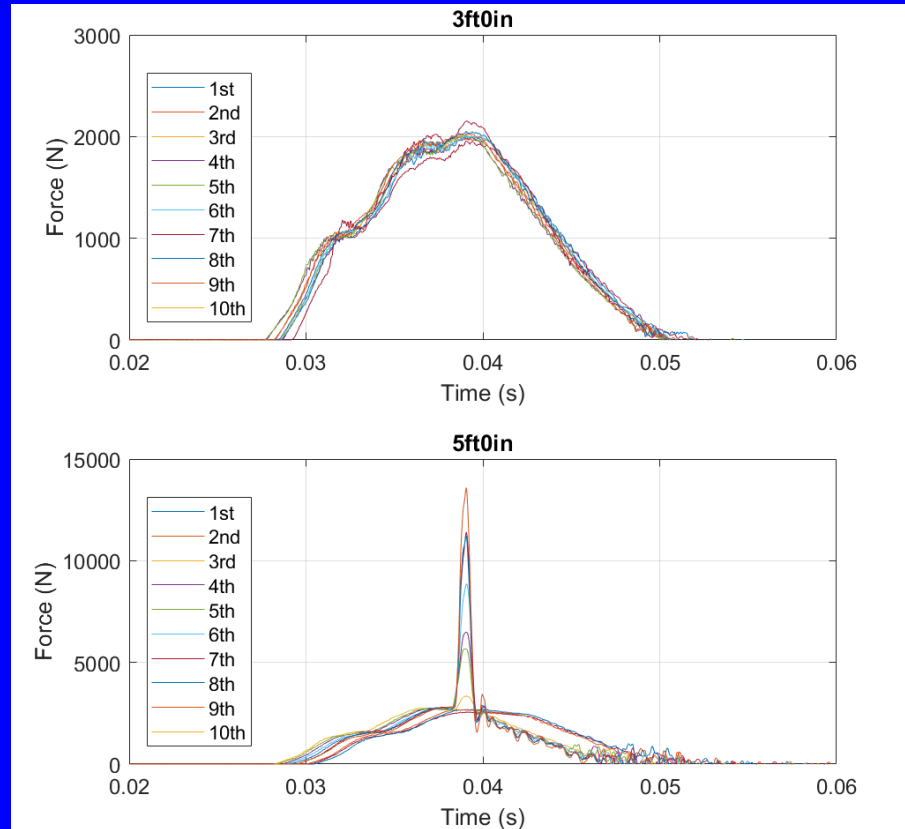 3ft0in
3000
2000
1000
0
Force (N)
1st
2nd
3rd
4th
5th
6th
7th
8th
9th
10th
0.02
0.03
0.04
0.05
0.06
Time (s)
5ft0in
15000
10000
5000
0
Force (N)
1st
2nd
3rd
4th
5th
6th
7th
8th
9th
10th
0.02
0.03
0.04
0.05
0.06
Time (s)